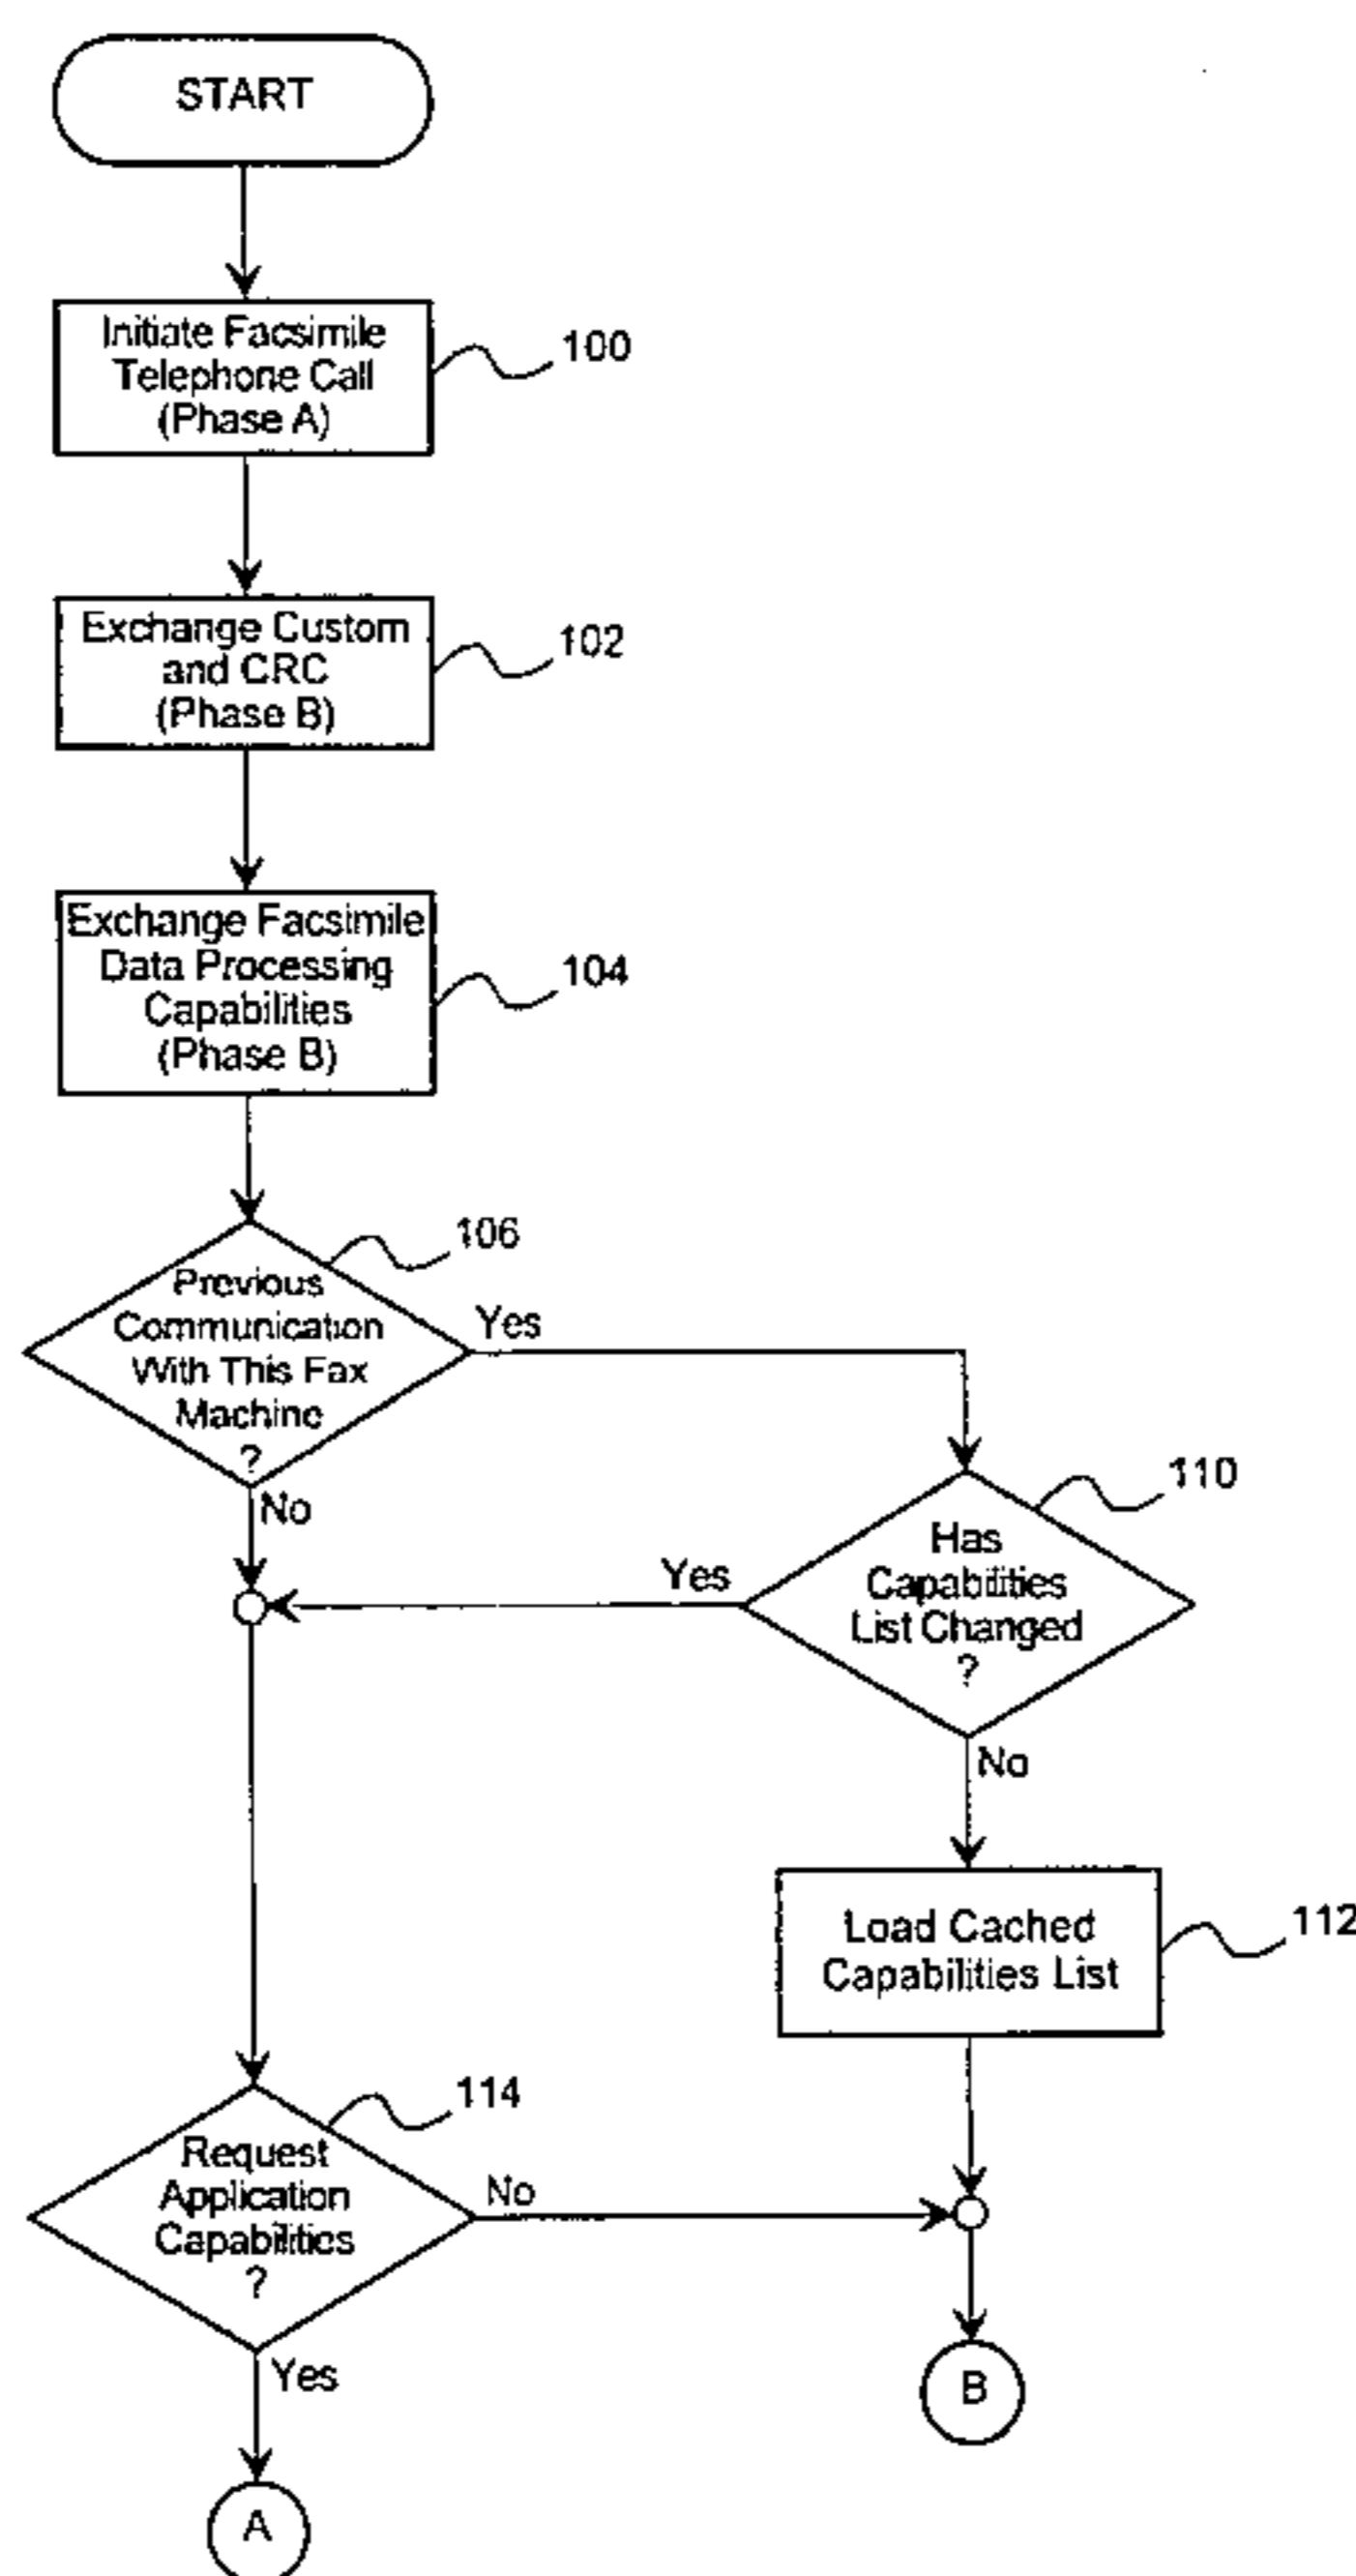 START
Initiate Facsimile
Telephone Call
(Phase A)
100
Exchange Custom
and CRC
(Phase B)
102
Exchange Facsimile
Data Processing
Capabilities
(Phase B)
104
106
Previous
Communication
With This Fax
Machine
?
Yes
No
110
Has
Capabilities
List Changed
?
Yes
No
Load Cached
Capabilities List
112
114
Request
Application
Capabilities
?
No
Yes
B
A